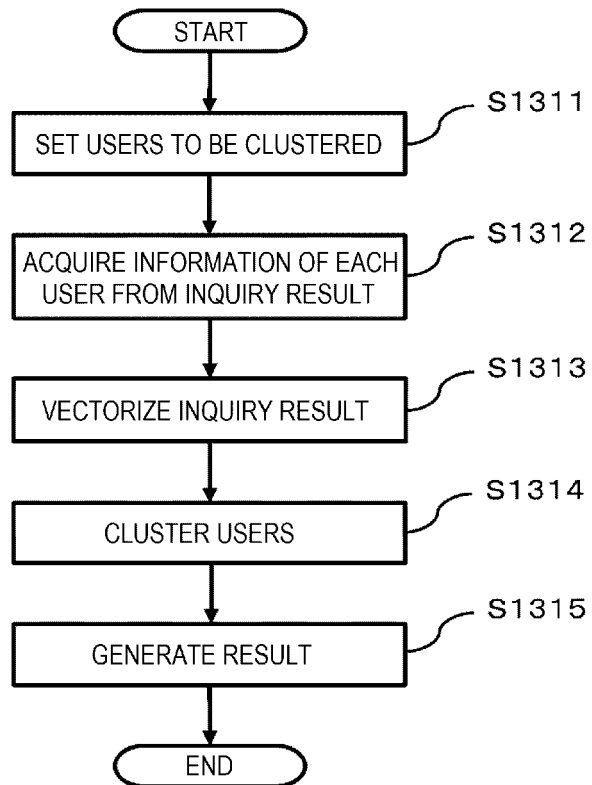 START
S1311
SET USERS TO BE CLUSTERED
S1312
ACQUIRE INFORMATION OF EACH
USER FROM INQUIRY RESULT
S1313
VECTORIZE INQUIRY RESULT
S1314
CLUSTER USERS
S1315
GENERATE RESULT
END